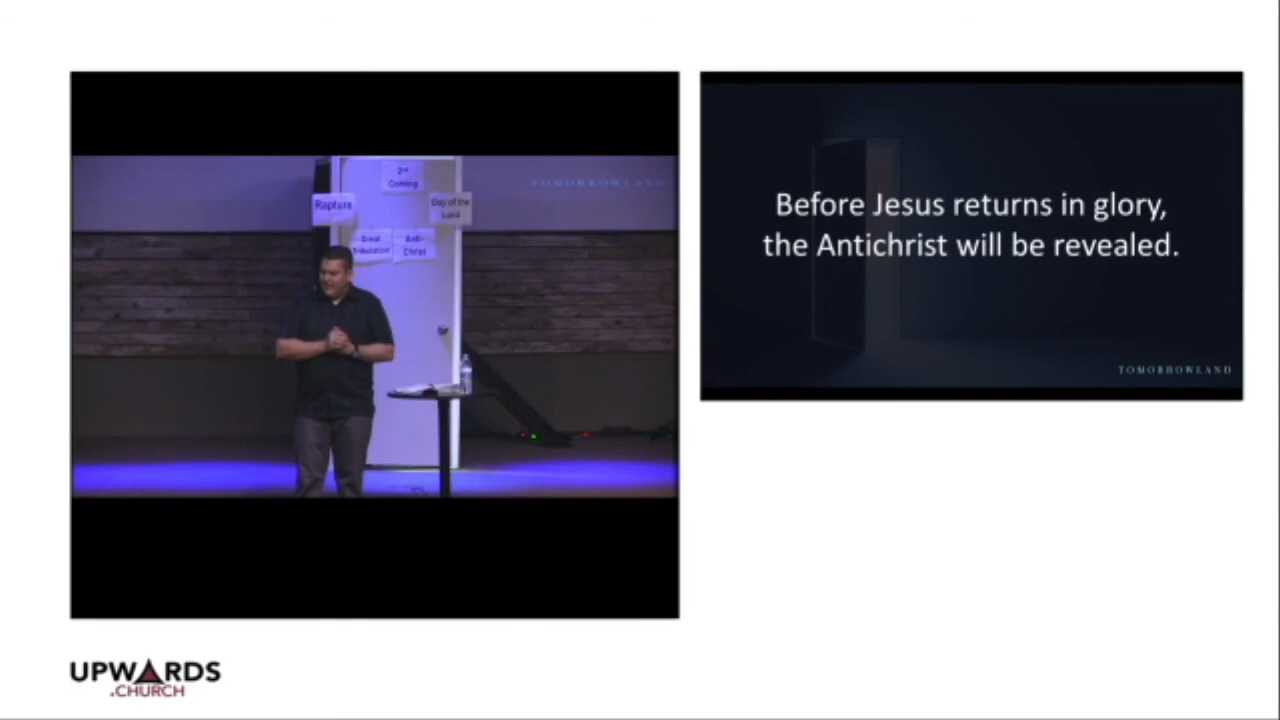 2nd
Coming
Rapture
Day of the
Lord
Great
Tribulation
Anti-
Christ
TOMORROWLAND
Before Jesus returns in glory,
the Antichrist will be revealed.
TOMORROWLAND
UPWARDS
.CHURCH